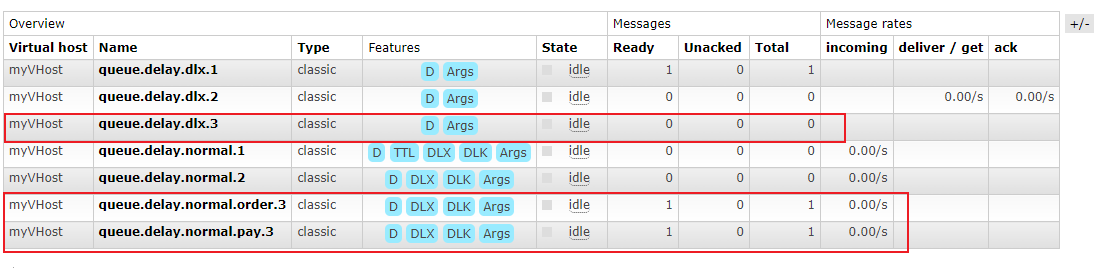 Overview Messages Message rates +/-
Virtual host Name Type Features State Ready Unacked Total incoming deliver / get ack
myVHost queue.delay.dlx.1 classic D Args idle 1 0 1
myVHost queue.delay.dlx.2 classic D Args idle 0 0 0 0.00/s 0.00/s
myVHost queue.delay.dlx.3 classic D Args idle 0 0 0
myVHost queue.delay.normal.1 classic D TTL DLX DLK Args idle 0 0 0 0.00/s
myVHost queue.delay.normal.2 classic D DLX DLK Args idle 0 0 0 0.00/s
myVHost queue.delay.normal.order.3 classic D DLX DLK Args idle 1 0 1 0.00/s
myVHost queue.delay.normal.pay.3 classic D DLX DLK Args idle 1 0 1 0.00/s